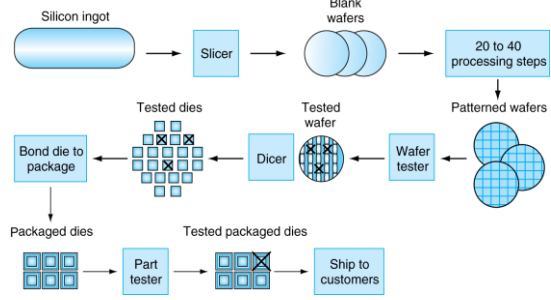 Silicon ingot
Slicer
Blank
wafers
20 to 40
processing steps
Tested dies
Tested
wafer
Patterned wafers
Bond die to
package
Dicer
Wafer
tester
Packaged dies
Tested packaged dies
Part
tester
Ship to
customers